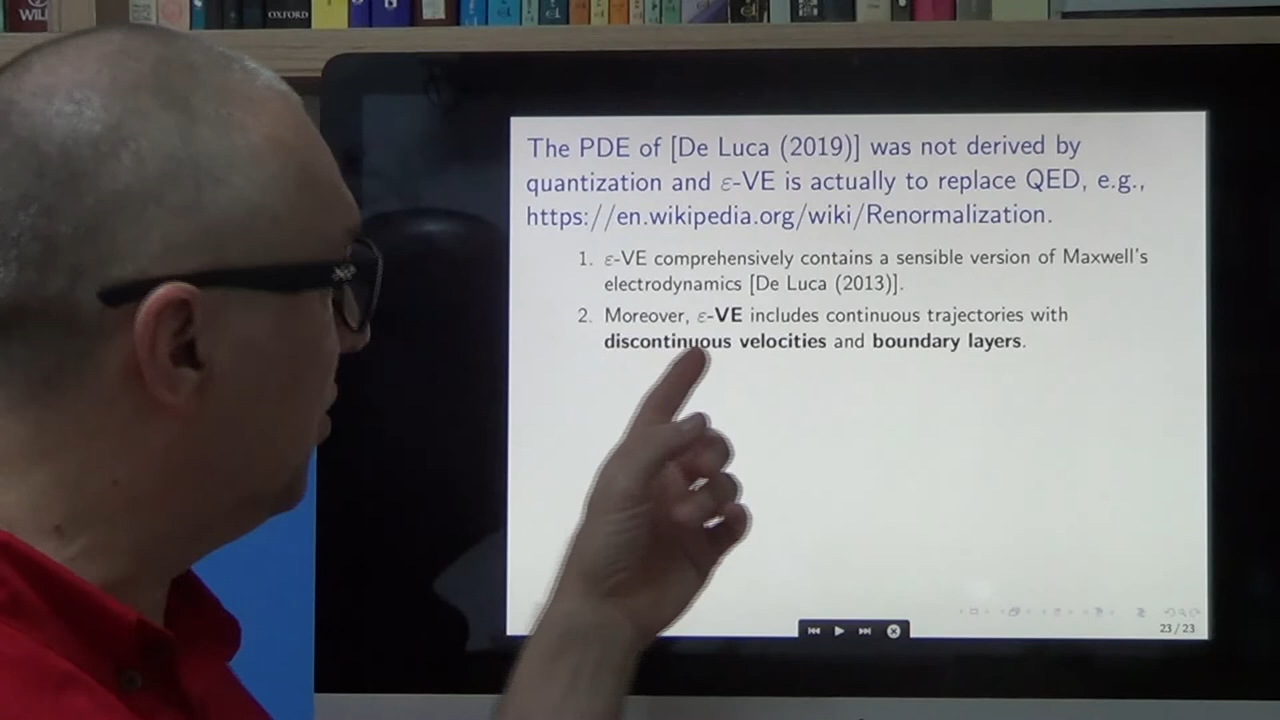 OXFORD
The PDE of [De Luca (2019)] was not derived by
quantization and ε-VE is actually to replace QED, e.g.,
https://en.wikipedia.org/wiki/Renormalization.
1. ε-VE comprehensively contains a sensible version of Maxwell's
electrodynamics [De Luca (2013)].
2. Moreover, ε-VE includes continuous trajectories with
discontinuous velocities and boundary layers.
23/23